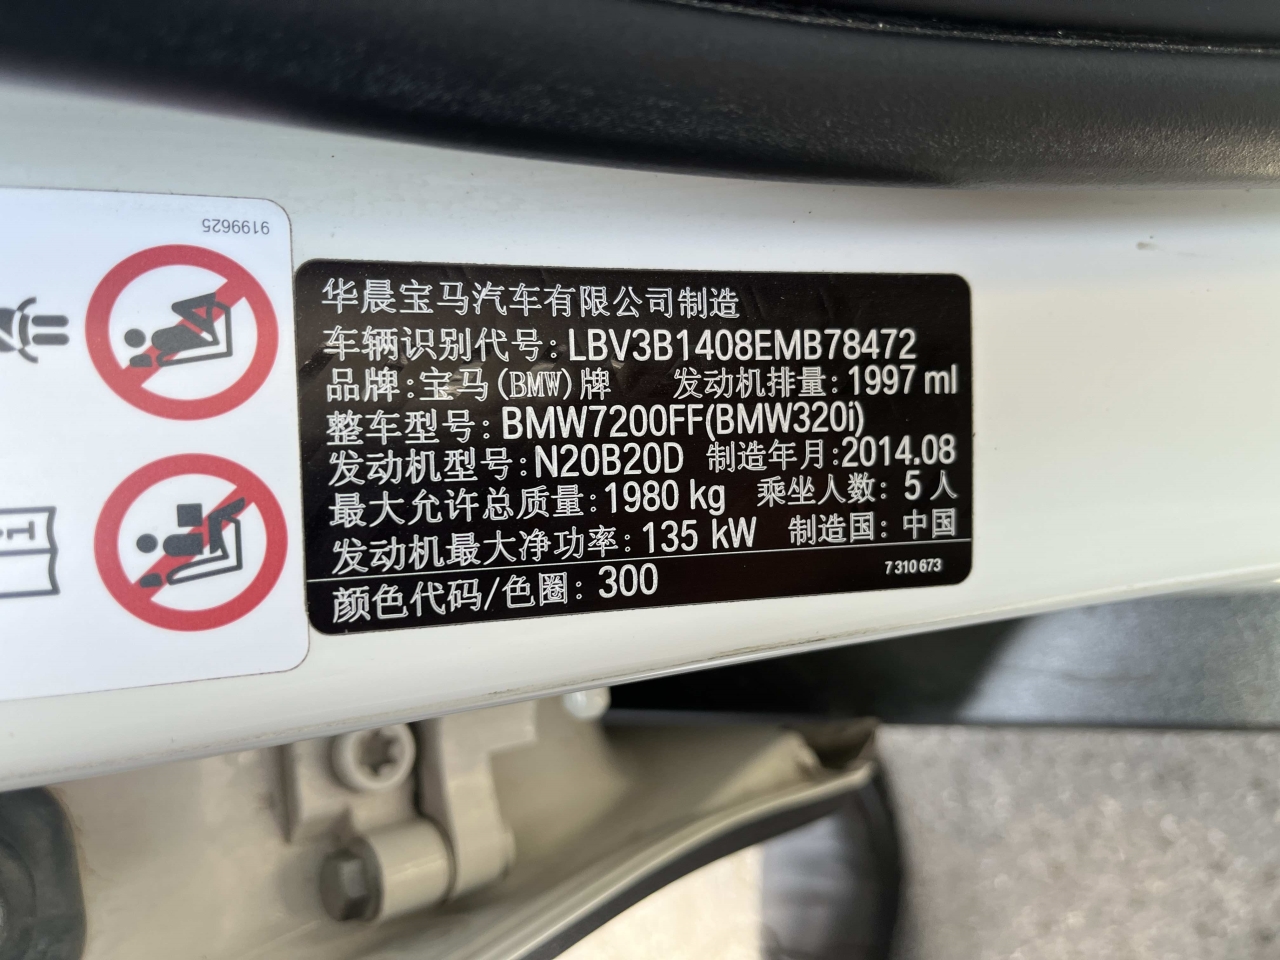 9199625
华晨宝马汽车有限公司制造
车辆识别代号: LBV3B1408EMB78472
品牌: 宝马(BMW)牌 发动机排量: 1997 ml
整车型号: BMW7200FF(BMW320i)
发动机型号: N20B20D 制造年月: 2014.08
最大允许总质量: 1980 kg 乘坐人数: 5 人
发动机最大净功率: 135 kW 制造国: 中国
颜色代码/色圈: 300 7 310 673